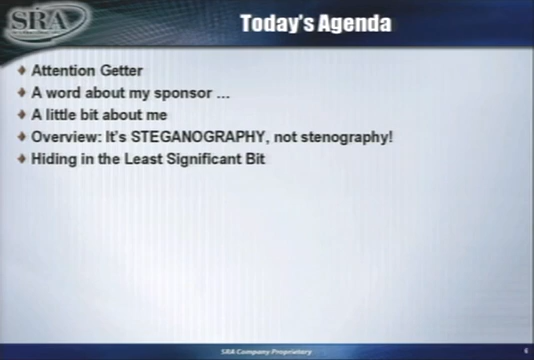 SRA
Today's Agenda
Attention Getter
A word about my sponsor ...
A little bit about me
Overview: It's STEGANOGRAPHY, not stenography!
Hiding in the Least Significant Bit
SRA Company Proprietary
6